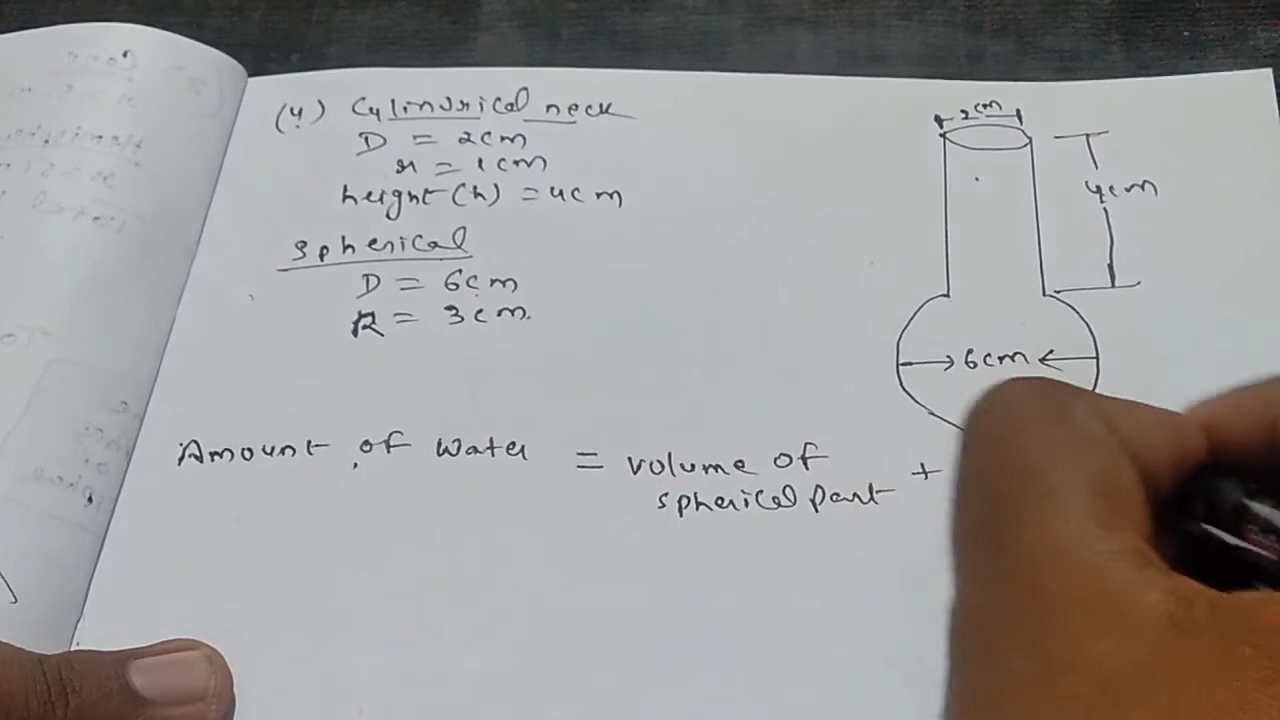 (4) Cylindrical neck
D = 2cm
r = 1cm
height(h) = 4cm
Spherical
D = 6cm
R = 3cm.
2cm
4cm
6cm
Amount of Water = volume of
spherical part +